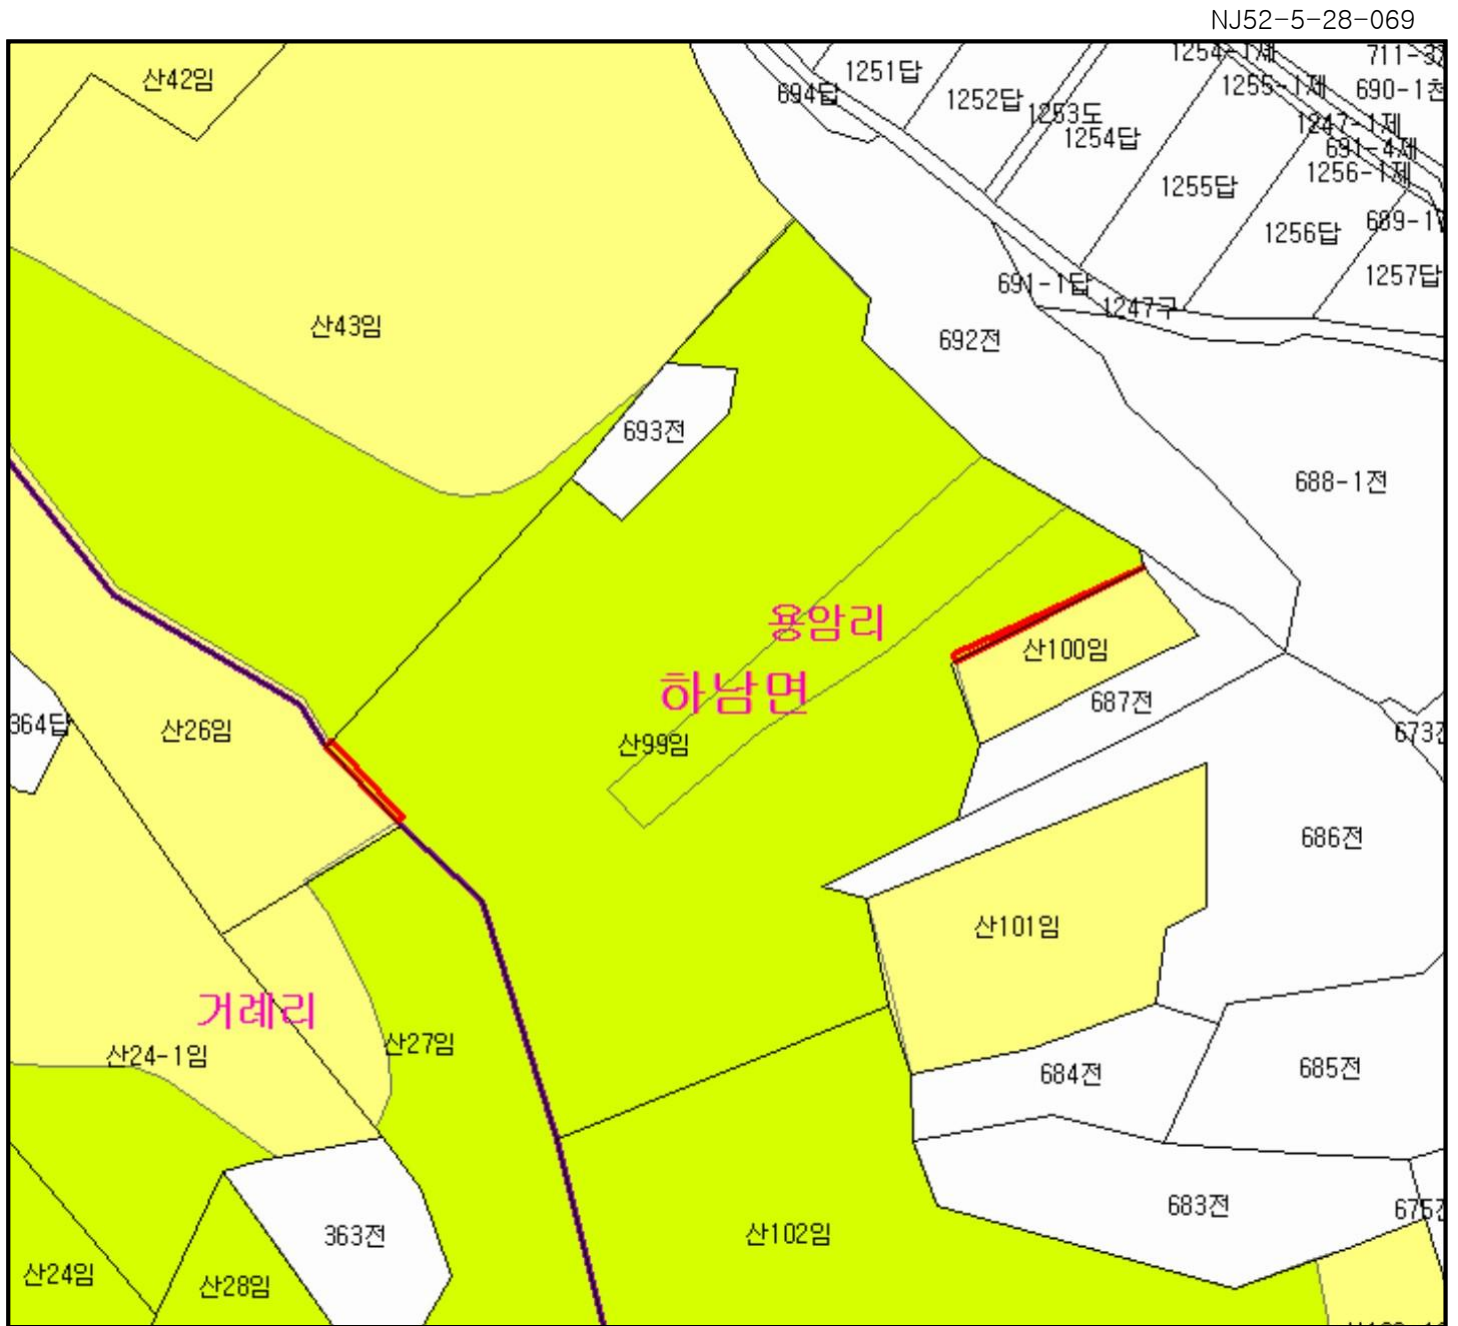 NJ52-5-28-069
산42임
694답
1251답
1252답
1253도
1254답
1254-1제
1255-1제
690-1천
1247-1제
691-4제
1256-1제
1255답
1256답
1257답
691-1답
1247구
산43임
692전
693전
688-1전
용암리
하남면
산100임
687전
산99임
364답
산26임
686전
산101임
거례리
산24-1임
산27임
684전
685전
363전
산102임
683전
산24임
산28임